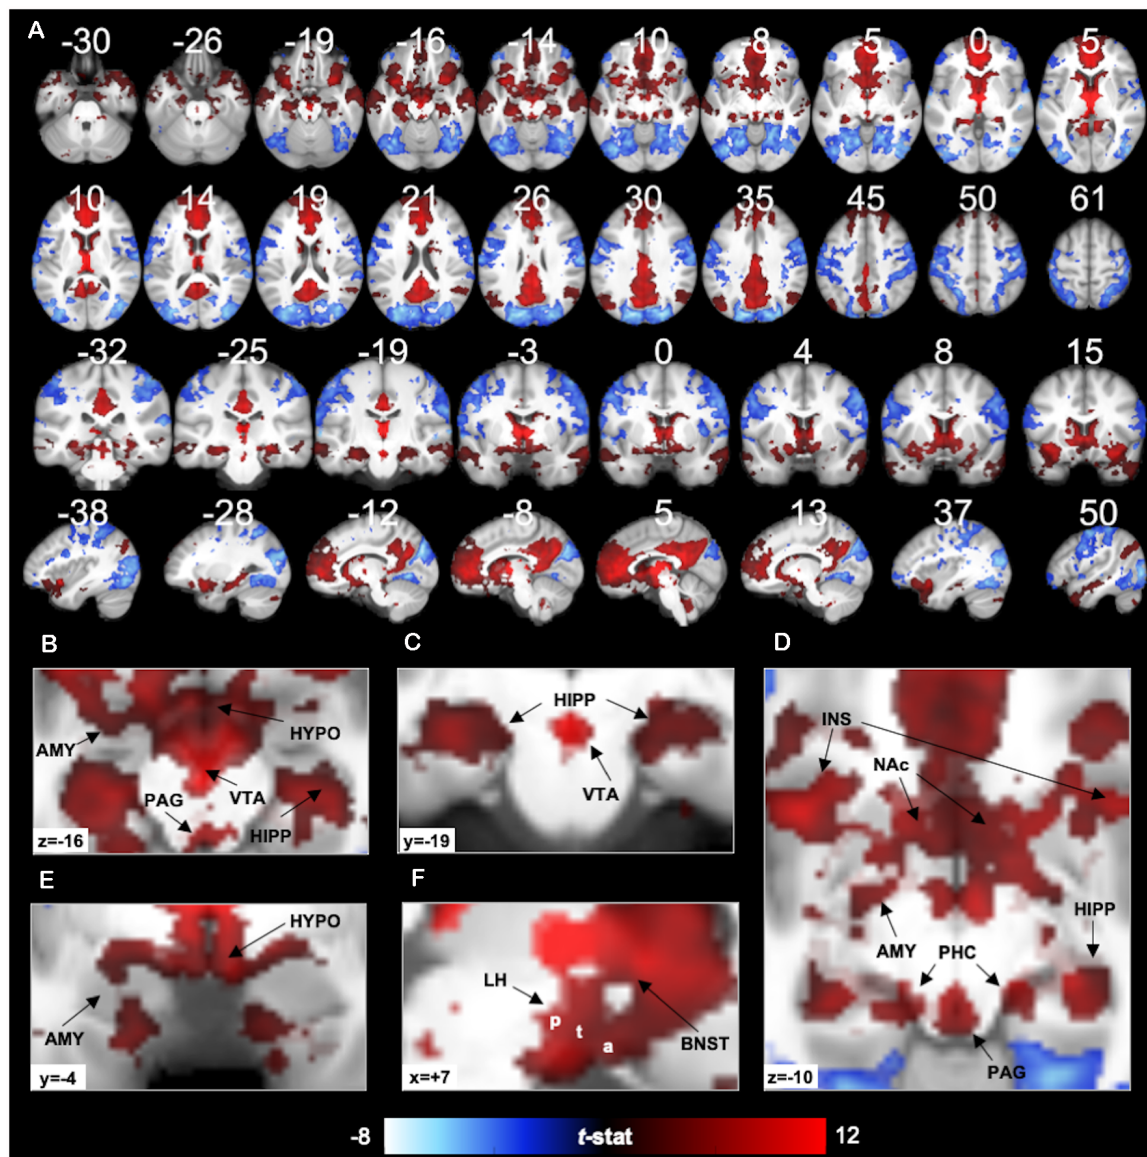 A
-30 -26 -19 -16 -14 -10 -8 -5 0 5
10 14 19 21 26 30 35 45 50 61
-32 -25 -19 -3 0 4 8 15
-38 -28 -12 -8 5 13 37 50
B
AMY
HYPO
PAG
VTA
HIPP
z=-16
C
HIPP
VTA
y=-19
D
INS
NAc
HIPP
AMY
PHC
PAG
z=-10
E
HYPO
AMY
y=-4
F
LH
p
t
a
BNST
x=+7
-8 t-stat 12